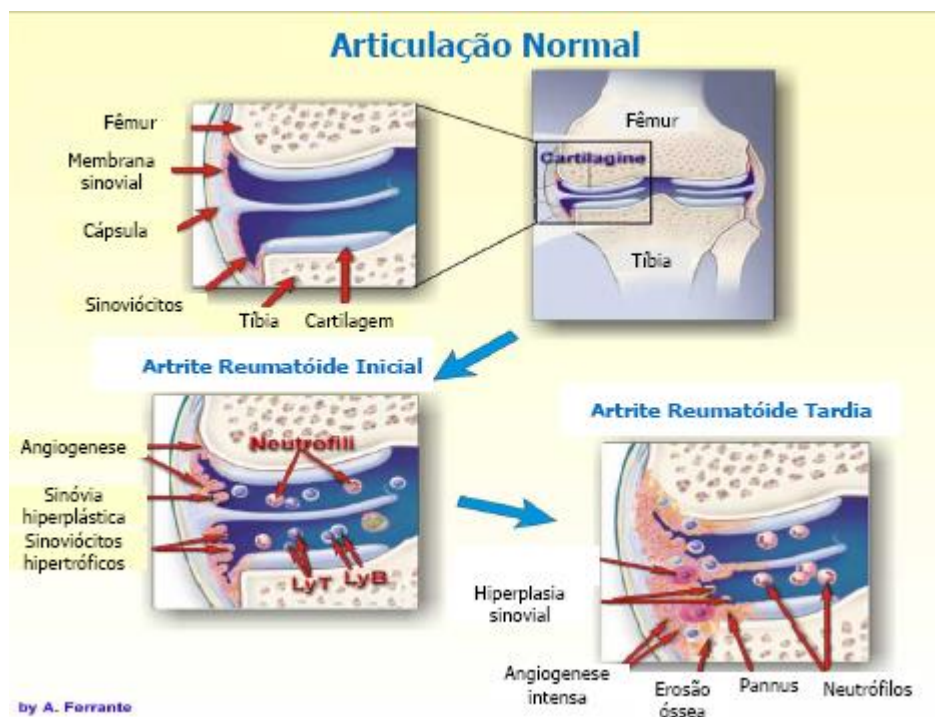 Articulação Normal
Fêmur
Membrana
sinovial
Cápsula
Sinoviócitos
Tíbia
Cartilagem
Fêmur
Cartilagine
Tíbia
Artrite Reumatóide Inicial
Angiogenese
Sinóvia
hiperplástica
Sinoviócitos
hipertróficos
Neutrofili
LyT
LyB
Artrite Reumatóide Tardia
Hiperplasia
sinovial
Angiogenese
intensa
Erosão
óssea
Pannus
Neutrófilos
by A. Ferrante